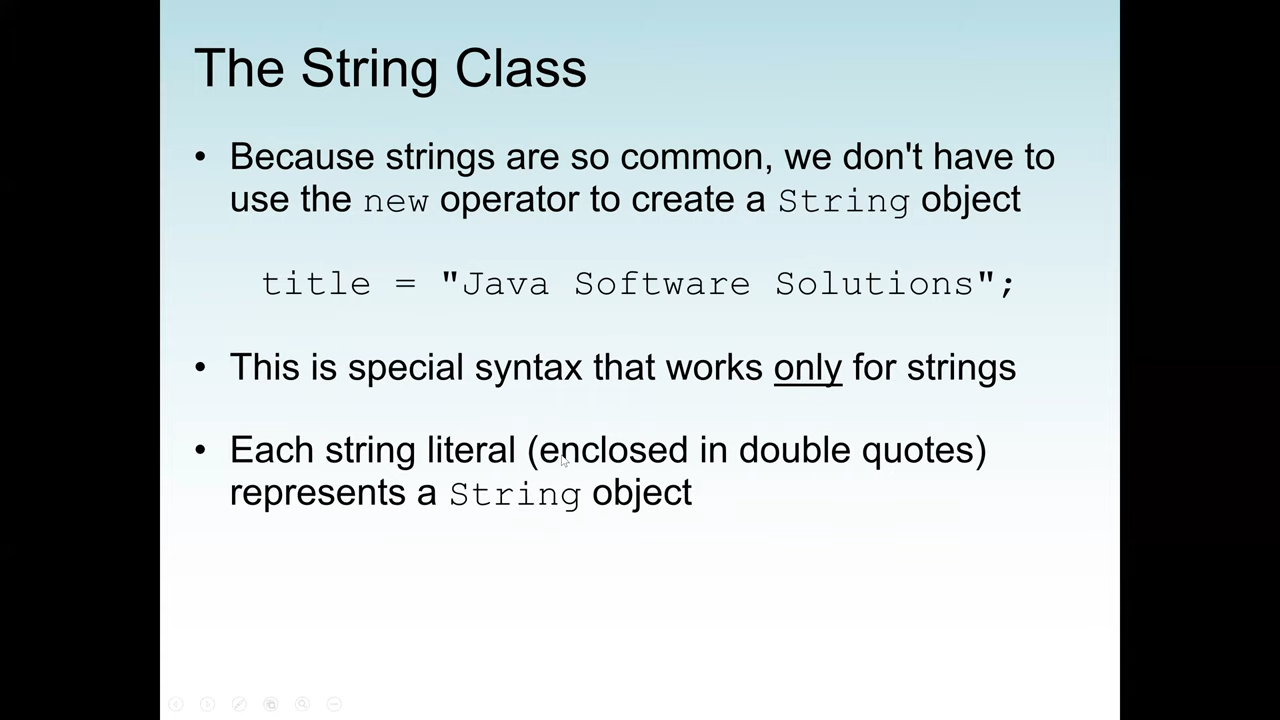 The String Class
• Because strings are so common, we don't have to
use the new operator to create a String object
title = "Java Software Solutions";
• This is special syntax that works only for strings
• Each string literal (enclosed in double quotes)
represents a String object